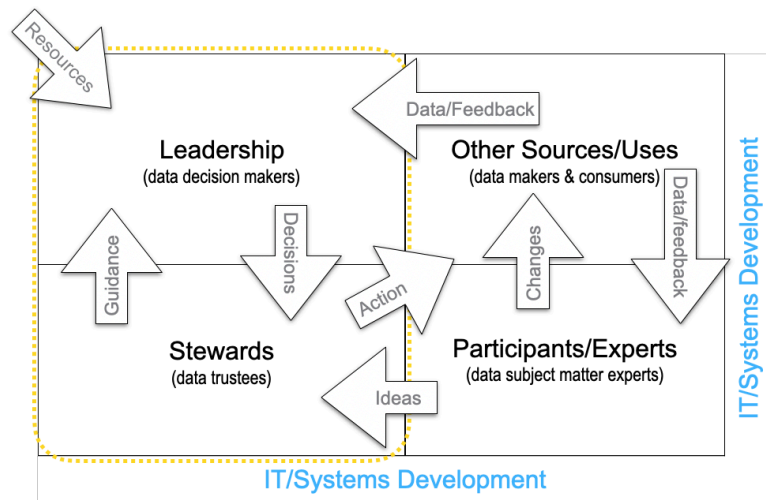 Resources
Data/Feedback
Leadership
(data decision makers)
Other Sources/Uses
(data makers & consumers)
Guidance
Decisions
Changes
Data/feedback
Action
Stewards
(data trustees)
Participants/Experts
(data subject matter experts)
Ideas
IT/Systems Development
IT/Systems Development